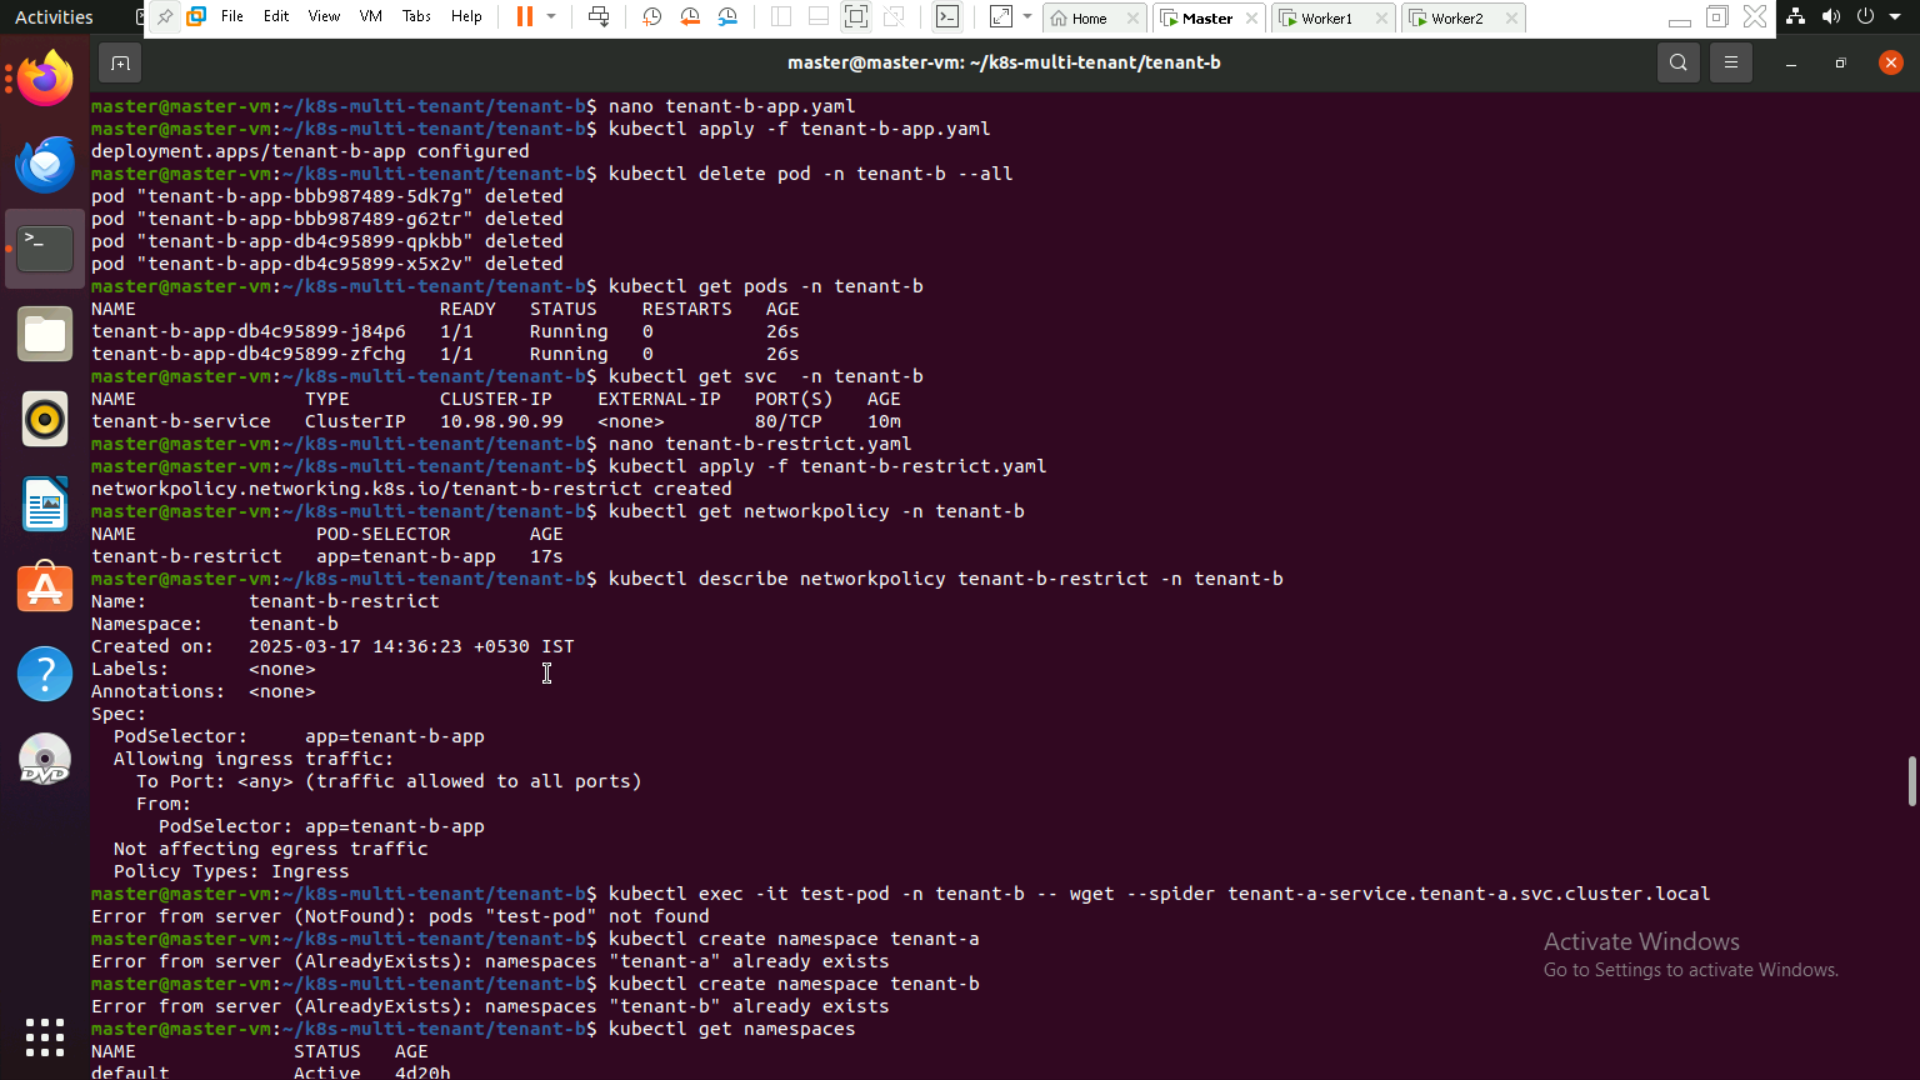 Activities File Edit View VM Tabs Help Home Master Worker1 Worker2
master@master-vm: ~/k8s-multi-tenant/tenant-b
master@master-vm:~/k8s-multi-tenant/tenant-b$ nano tenant-b-app.yaml
master@master-vm:~/k8s-multi-tenant/tenant-b$ kubectl apply -f tenant-b-app.yaml
deployment.apps/tenant-b-app configured
master@master-vm:~/k8s-multi-tenant/tenant-b$ kubectl delete pod -n tenant-b --all
pod "tenant-b-app-bbb987489-5dk7g" deleted
pod "tenant-b-app-bbb987489-g62tr" deleted
pod "tenant-b-app-db4c95899-qpkbb" deleted
pod "tenant-b-app-db4c95899-x5x2v" deleted
master@master-vm:~/k8s-multi-tenant/tenant-b$ kubectl get pods -n tenant-b
NAME READY STATUS RESTARTS AGE
tenant-b-app-db4c95899-j84p6 1/1 Running 0 26s
tenant-b-app-db4c95899-zfchg 1/1 Running 0 26s
master@master-vm:~/k8s-multi-tenant/tenant-b$ kubectl get svc  -n tenant-b
NAME TYPE CLUSTER-IP EXTERNAL-IP PORT(S) AGE
tenant-b-service ClusterIP 10.98.90.99 <none> 80/TCP 10m
master@master-vm:~/k8s-multi-tenant/tenant-b$ nano tenant-b-restrict.yaml
master@master-vm:~/k8s-multi-tenant/tenant-b$ kubectl apply -f tenant-b-restrict.yaml
networkpolicy.networking.k8s.io/tenant-b-restrict created
master@master-vm:~/k8s-multi-tenant/tenant-b$ kubectl get networkpolicy -n tenant-b
NAME POD-SELECTOR AGE
tenant-b-restrict app=tenant-b-app 17s
master@master-vm:~/k8s-multi-tenant/tenant-b$ kubectl describe networkpolicy tenant-b-restrict -n tenant-b
Name: tenant-b-restrict
Namespace: tenant-b
Created on: 2025-03-17 14:36:23 +0530 IST
Labels: <none>
Annotations: <none>
Spec:
PodSelector: app=tenant-b-app
Allowing ingress traffic:
To Port: <any> (traffic allowed to all ports)
From:
PodSelector: app=tenant-b-app
Not affecting egress traffic
Policy Types: Ingress
master@master-vm:~/k8s-multi-tenant/tenant-b$ kubectl exec -it test-pod -n tenant-b -- wget --spider tenant-a-service.tenant-a.svc.cluster.local
Error from server (NotFound): pods "test-pod" not found
master@master-vm:~/k8s-multi-tenant/tenant-b$ kubectl create namespace tenant-a
Error from server (AlreadyExists): namespaces "tenant-a" already exists
master@master-vm:~/k8s-multi-tenant/tenant-b$ kubectl create namespace tenant-b
Error from server (AlreadyExists): namespaces "tenant-b" already exists
master@master-vm:~/k8s-multi-tenant/tenant-b$ kubectl get namespaces
NAME STATUS AGE
default Active 4d20h
Activate Windows
Go to Settings to activate Windows.
DVD